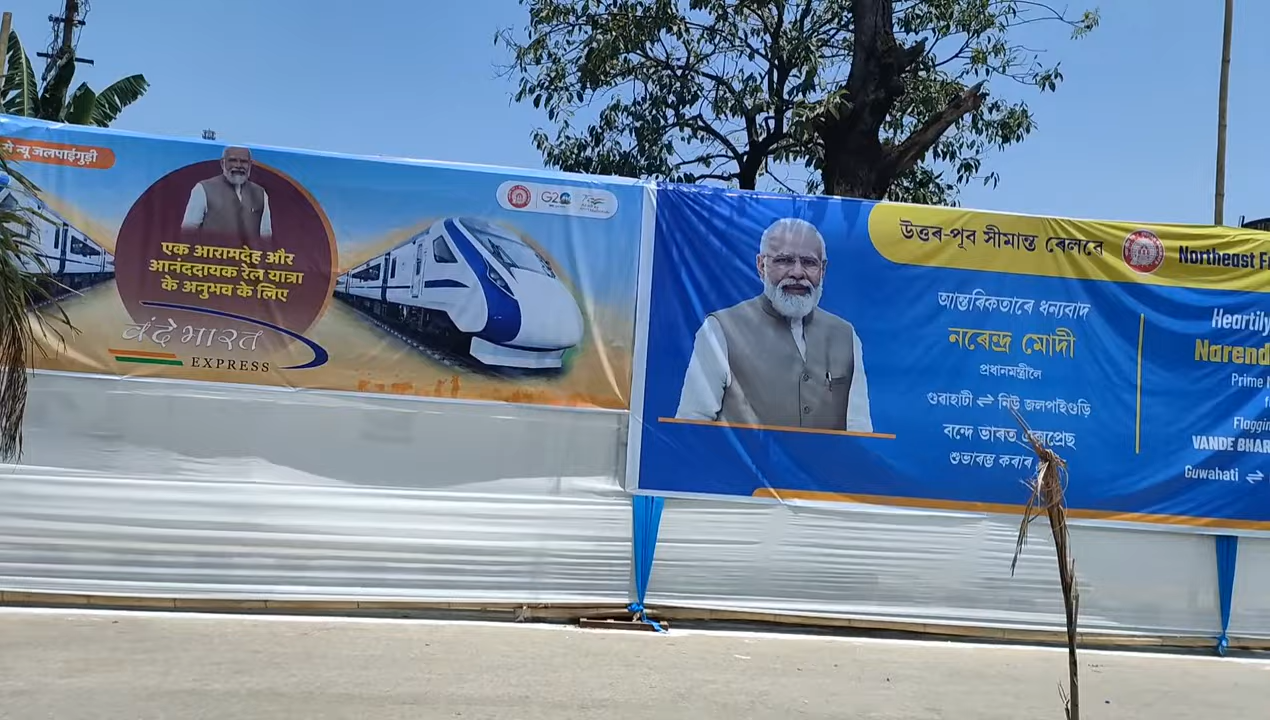 से न्यू जलपाईगुड़ी
एक आरामदेह और
आनंददायक रेल यात्रा
के अनुभव के लिए
वंदे भारत
EXPRESS
G20
উত্তৰ-পূব সীমান্ত ৰেলৱে
Northeast
আন্তৰিকতাৰে ধন্যবাদ
নৰেন্দ্ৰ মোদী
প্ৰধানমন্ত্ৰীলৈ
গুৱাহাটী ⇌ নিউ জলপাইগুড়ি
বন্দে ভাৰত এক্সপ্ৰেছ
শুভাৰম্ভ কৰাৰ
Heartily
Narend
Prime
Flaggin
VANDE BHAR
Guwahati ⇌